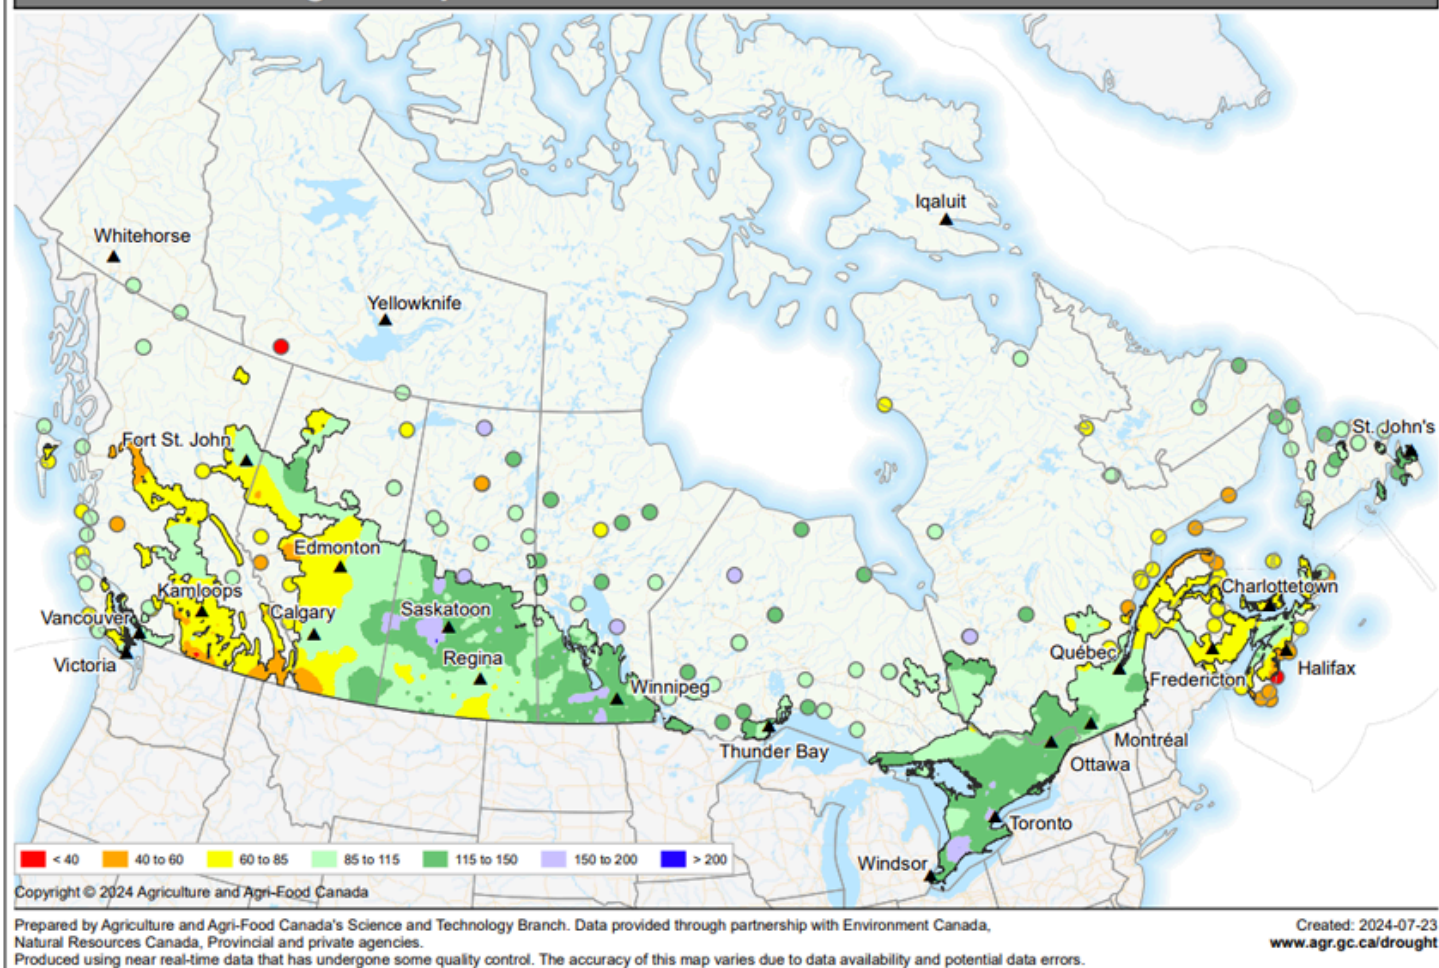 Iqaluit
Whitehorse
Yellowknife
Fort St. John
St. John's
Edmonton
Kamloops
Charlottetown
Vancouver
Calgary
Saskatoon
Victoria
Regina
Québec
Halifax
Fredericton
Winnipeg
Thunder Bay
Montréal
Ottawa
Toronto
Windsor
< 40 40 to 60 60 to 85 85 to 115 115 to 150 150 to 200 > 200
Copyright © 2024 Agriculture and Agri-Food Canada
Prepared by Agriculture and Agri-Food Canada's Science and Technology Branch. Data provided through partnership with Environment Canada,
Natural Resources Canada, Provincial and private agencies.
Produced using near real-time data that has undergone some quality control. The accuracy of this map varies due to data availability and potential data errors.
Created: 2024-07-23
www.agr.gc.ca/drought